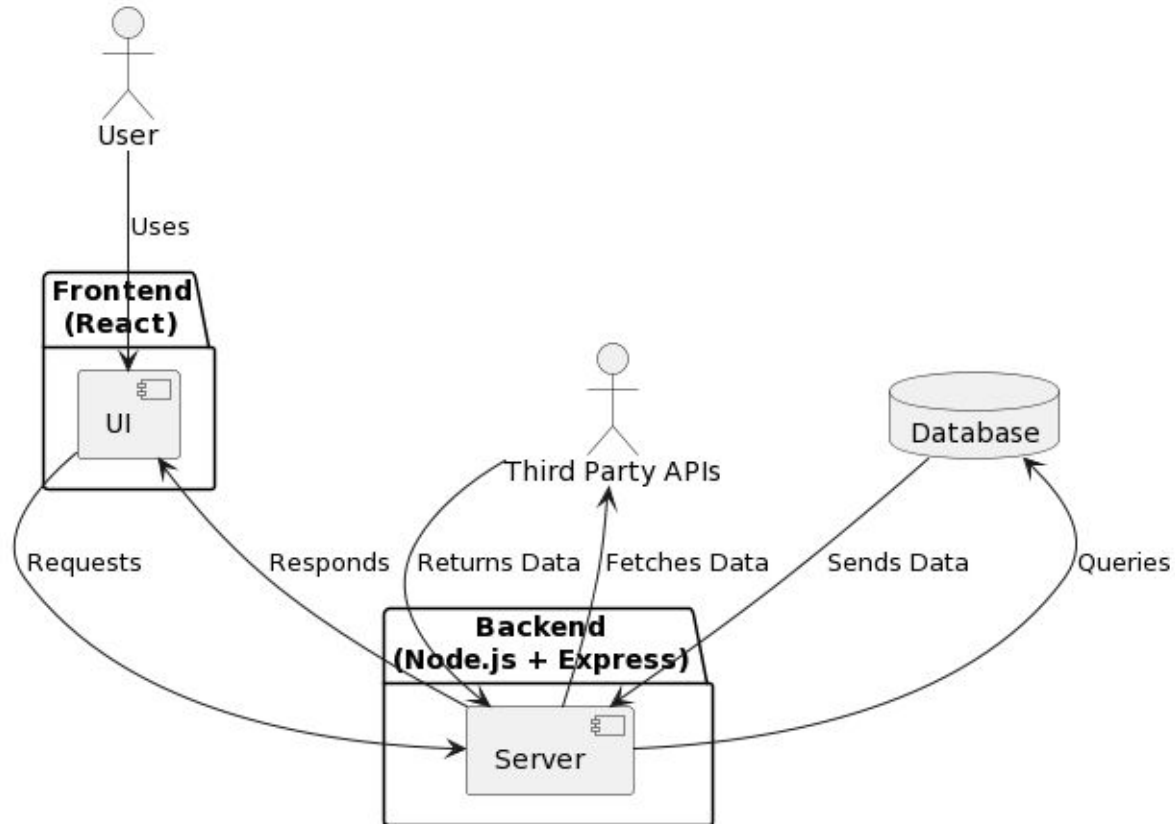 User
Uses
Frontend
(React)
UI
Third Party APIs
Database
Requests
Responds
Returns Data
Fetches Data
Sends Data
Queries
Backend
(Node.js + Express)
Server